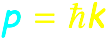 p = ħk